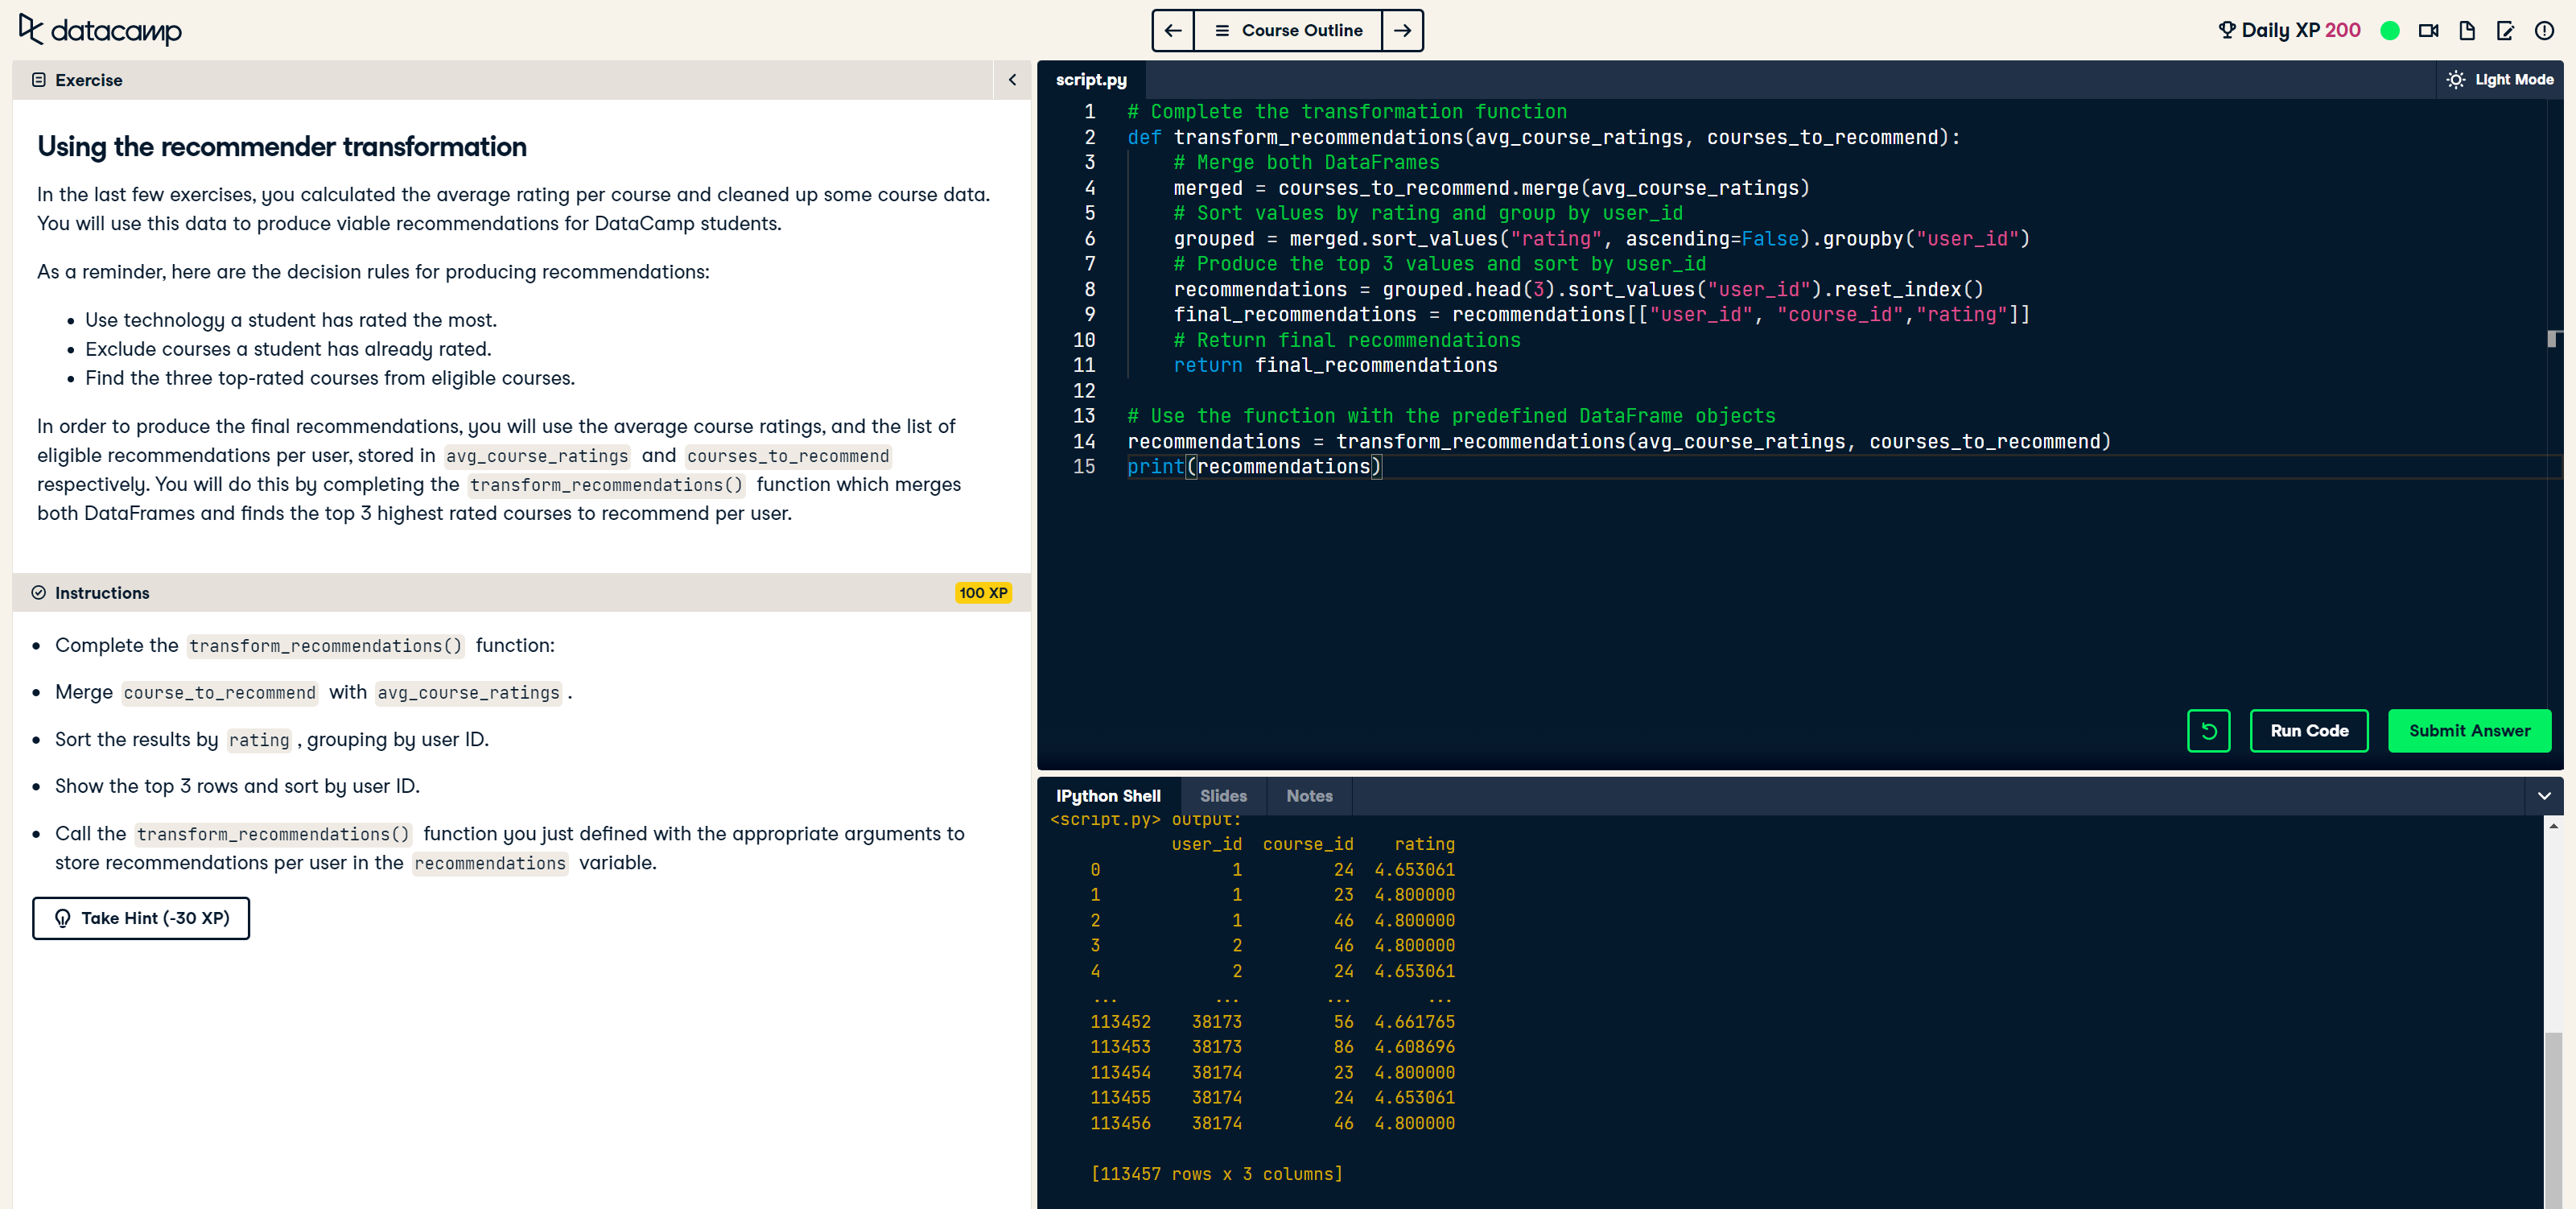 datacamp
Course Outline
Daily XP 200
Exercise
Using the recommender transformation
In the last few exercises, you calculated the average rating per course and cleaned up some course data.
You will use this data to produce viable recommendations for DataCamp students.
As a reminder, here are the decision rules for producing recommendations:
• Use technology a student has rated the most.
• Exclude courses a student has already rated.
• Find the three top-rated courses from eligible courses.
In order to produce the final recommendations, you will use the average course ratings, and the list of
eligible recommendations per user, stored in avg_course_ratings and courses_to_recommend
respectively. You will do this by completing the transform_recommendations() function which merges
both DataFrames and finds the top 3 highest rated courses to recommend per user.
Instructions
100 XP
• Complete the transform_recommendations() function:
• Merge course_to_recommend with avg_course_ratings .
• Sort the results by rating , grouping by user ID.
• Show the top 3 rows and sort by user ID.
• Call the transform_recommendations() function you just defined with the appropriate arguments to
store recommendations per user in the recommendations variable.
Take Hint (-30 XP)
script.py
Light Mode
1 # Complete the transformation function
2 def transform_recommendations(avg_course_ratings, courses_to_recommend):
3     # Merge both DataFrames
4     merged = courses_to_recommend.merge(avg_course_ratings)
5     # Sort values by rating and group by user_id
6     grouped = merged.sort_values("rating", ascending=False).groupby("user_id")
7     # Produce the top 3 values and sort by user_id
8     recommendations = grouped.head(3).sort_values("user_id").reset_index()
9     final_recommendations = recommendations[["user_id", "course_id","rating"]]
10     # Return final recommendations
11     return final_recommendations
12
13 # Use the function with the predefined DataFrame objects
14 recommendations = transform_recommendations(avg_course_ratings, courses_to_recommend)
15 print(recommendations)
Run Code
Submit Answer
IPython Shell
Slides
Notes
<script.py> output:
user_id course_id rating
0 1 24 4.653061
1 1 23 4.800000
2 1 46 4.800000
3 2 46 4.800000
4 2 24 4.653061
... ... ... ...
113452 38173 56 4.661765
113453 38173 86 4.608696
113454 38174 23 4.800000
113455 38174 24 4.653061
113456 38174 46 4.800000
[113457 rows x 3 columns]